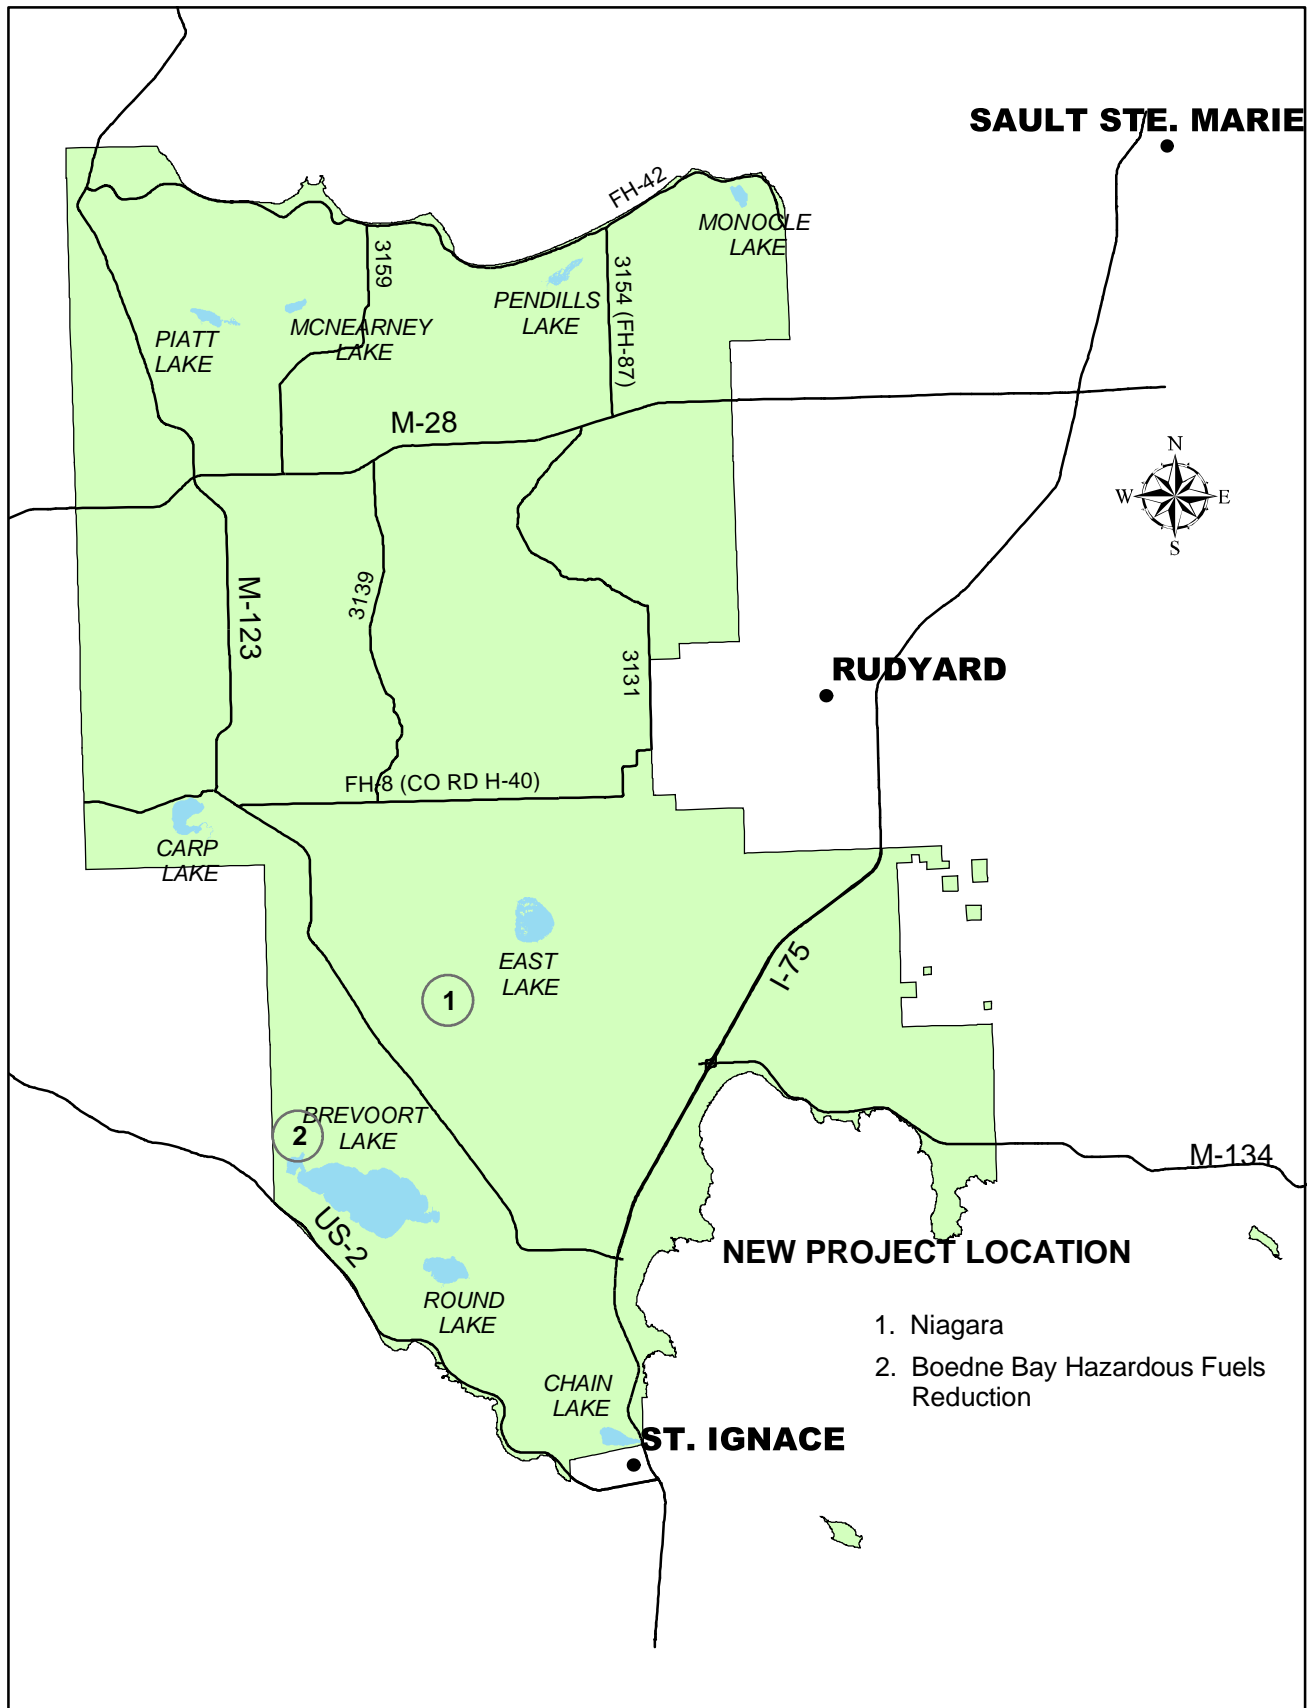 SAULT STE. MARIE
FH-42
MONOCLE
LAKE
3159
3154 (FH-87)
PENDILLS
LAKE
MCNEARNEY
LAKE
PIATT
LAKE
M-28
N
W
E
S
M-123
3139
3131
RUDYARD
FH-8 (CO RD H-40)
CARP
LAKE
EAST
LAKE
I-75
1
BREVOORT
LAKE
2
M-134
US-2
NEW PROJECT LOCATION
ROUND
LAKE
1. Niagara
2. Boedne Bay Hazardous Fuels
Reduction
CHAIN
LAKE
ST. IGNACE